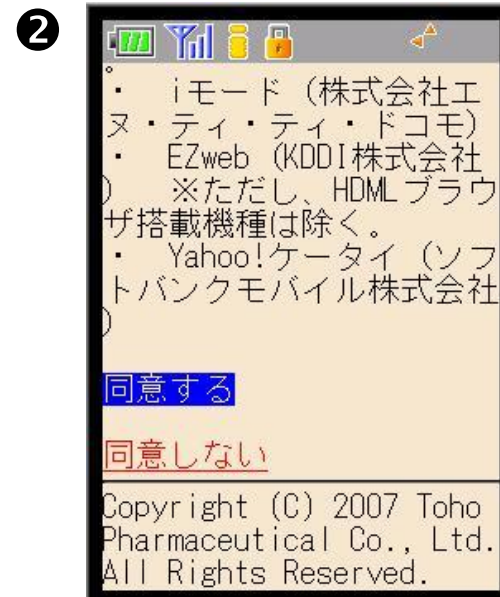 ❷
。
・　iモード（株式会社エ
ヌ・ティ・ティ・ドコモ）
・　EZweb（KDDI株式会社
）　※ただし、HDMLブラウ
ザ搭載機種は除く。
・　Yahoo!ケータイ（ソフ
トバンクモバイル株式会社
）
同意する
同意しない
Copyright (C) 2007 Toho
Pharmaceutical Co., Ltd.
All Rights Reserved.